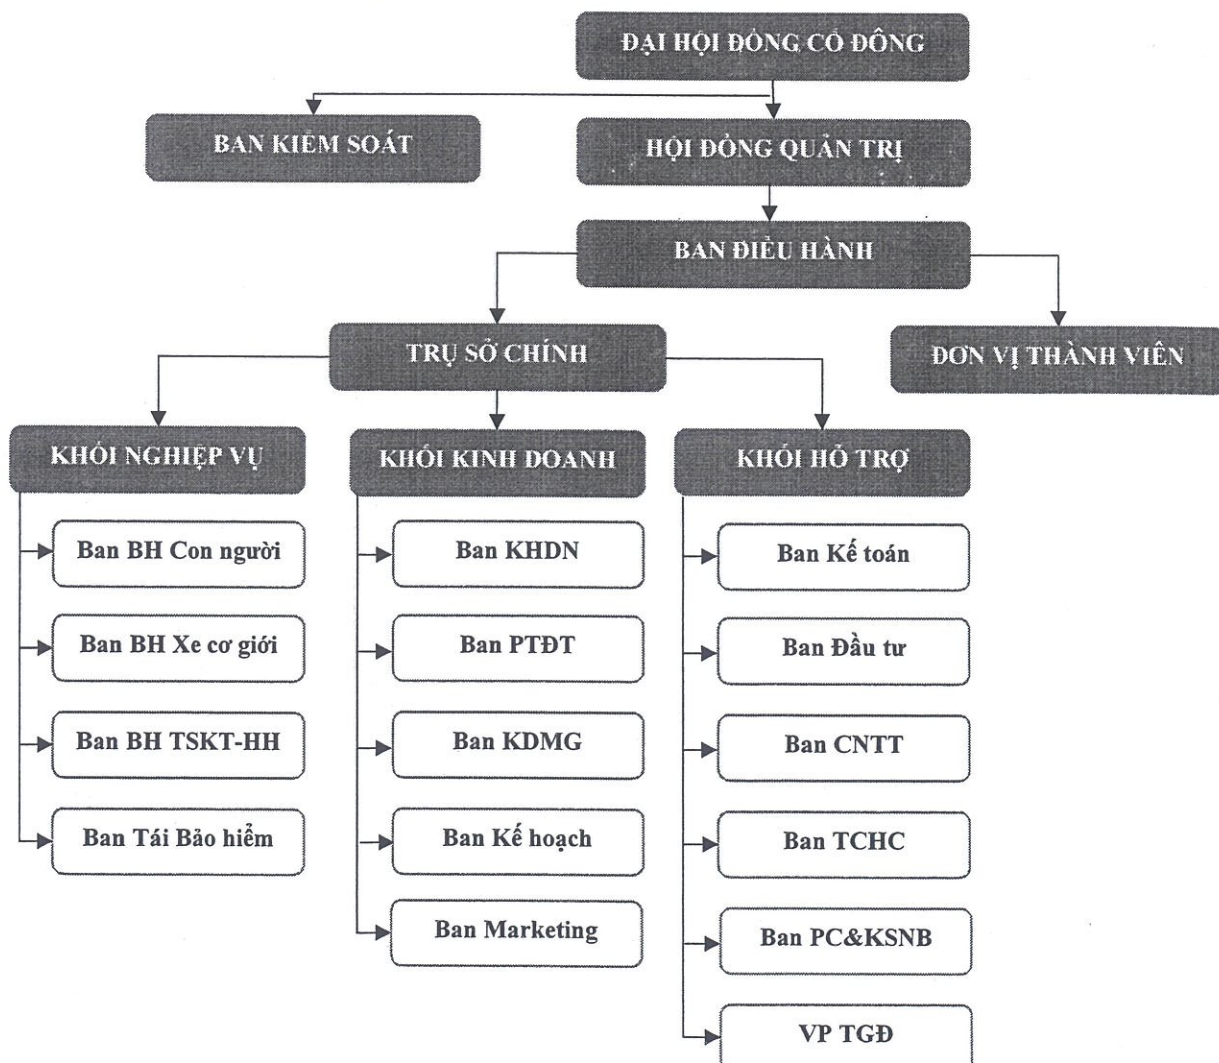 ĐẠI HỘI ĐỒNG CỔ ĐÔNG
BAN KIỂM SOÁT
HỘI ĐỒNG QUẢN TRỊ
BAN ĐIỀU HÀNH
TRỤ SỞ CHÍNH
ĐƠN VỊ THÀNH VIÊN
KHỐI NGHIỆP VỤ
KHỐI KINH DOANH
KHỐI HỖ TRỢ
Ban BH Con người
Ban BH Xe cơ giới
Ban BH TSKT-HH
Ban Tái Bảo hiểm
Ban KHDN
Ban PTĐT
Ban KDMG
Ban Kế hoạch
Ban Marketing
Ban Kế toán
Ban Đầu tư
Ban CNTT
Ban TCHC
Ban PC&KSNB
VP TGĐ